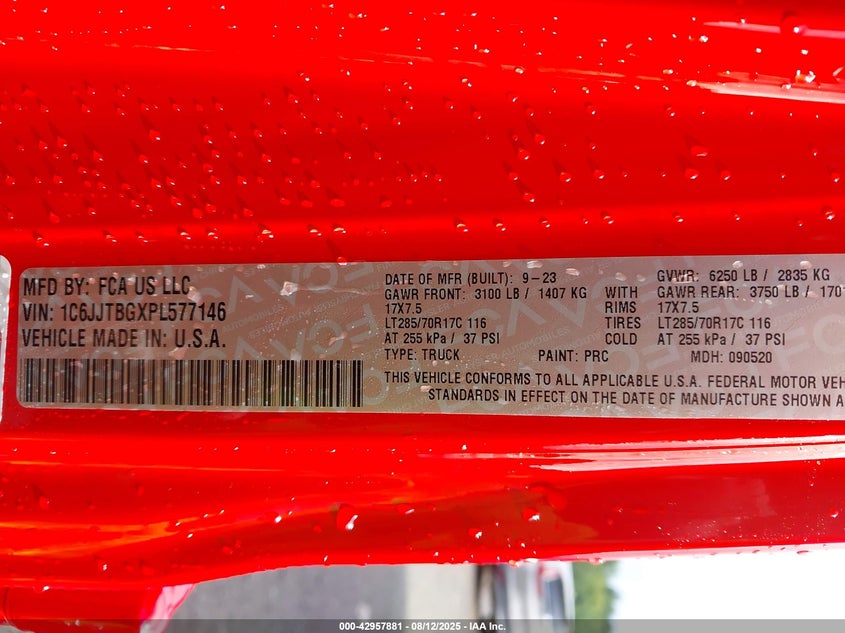 MFD BY: FCA US LLC
VIN: 1C6JJTBGXPL577146
VEHICLE MADE IN: U.S.A.
DATE OF MFR (BUILT): 9-23 GVWR: 6250 LB / 2835 KG
GAWR FRONT: 3100 LB / 1407 KG WITH GAWR REAR: 3750 LB / 1701
17X7.5 RIMS 17X7.5
LT285/70R17C 116 TIRES LT285/70R17C 116
AT 255 kPa / 37 PSI COLD AT 255 kPa / 37 PSI
TYPE: TRUCK PAINT: PRC MDH: 090520
THIS VEHICLE CONFORMS TO ALL APPLICABLE U.S.A. FEDERAL MOTOR VEH
STANDARDS IN EFFECT ON THE DATE OF MANUFACTURE SHOWN A
000-42957881 - 08/12/2025 - IAA Inc.